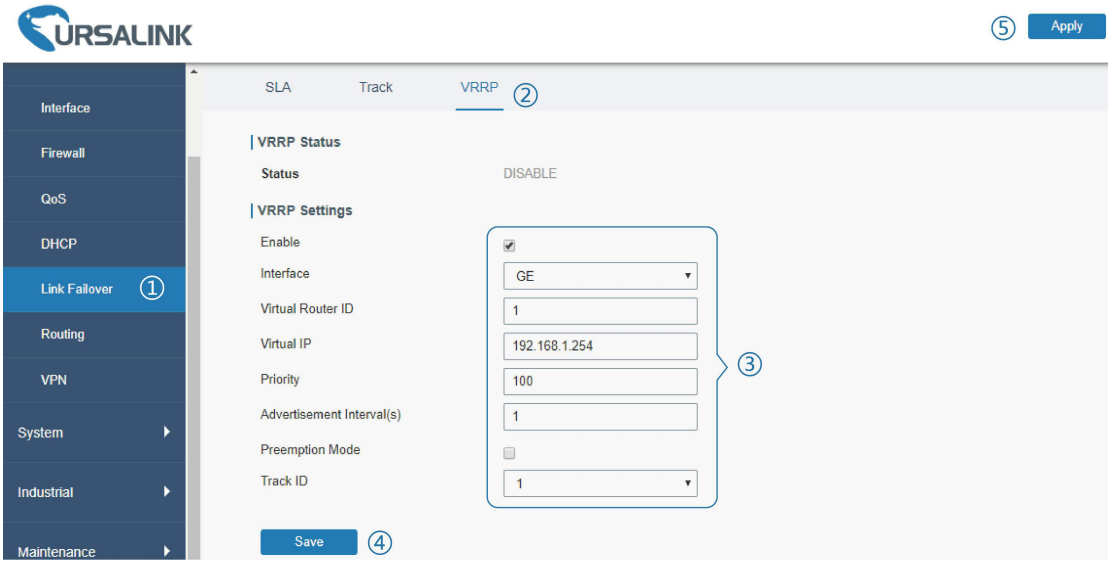 URSALINK
⑤ Apply
SLA Track VRRP ②
Interface
Firewall
QoS
DHCP
Link Failover ①
Routing
VPN
System
Industrial
Maintenance
VRRP Status
Status DISABLE
VRRP Settings
Enable
Interface GE
Virtual Router ID 1
Virtual IP 192.168.1.254
Priority 100
Advertisement Interval(s) 1
Preemption Mode
Track ID 1
③
Save ④